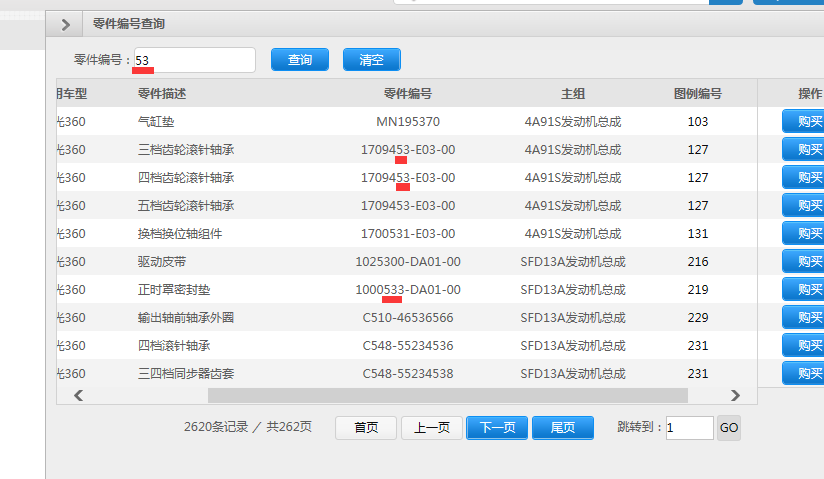 零件编号查询
零件编号： 53 查询 清空
用车型 零件描述 零件编号 主组 图例编号 操作
光360 气缸垫 MN195370 4A91S发动机总成 103 购买
光360 三档齿轮滚针轴承 1709453-E03-00 4A91S发动机总成 127 购买
光360 四档齿轮滚针轴承 1709453-E03-00 4A91S发动机总成 127 购买
光360 五档齿轮滚针轴承 1709453-E03-00 4A91S发动机总成 127 购买
光360 换档换位轴组件 1700531-E03-00 4A91S发动机总成 131 购买
光360 驱动皮带 1025300-DA01-00 SFD13A发动机总成 216 购买
光360 正时罩密封垫 1000533-DA01-00 SFD13A发动机总成 219 购买
光360 输出轴前轴承外圈 C510-46536566 SFD13A发动机总成 229 购买
光360 四档滚针轴承 C548-55234536 SFD13A发动机总成 231 购买
光360 三四档同步器齿套 C548-55234538 SFD13A发动机总成 231 购买
2620条记录 / 共262页 首页 上一页 下一页 尾页 跳转到： 1 GO